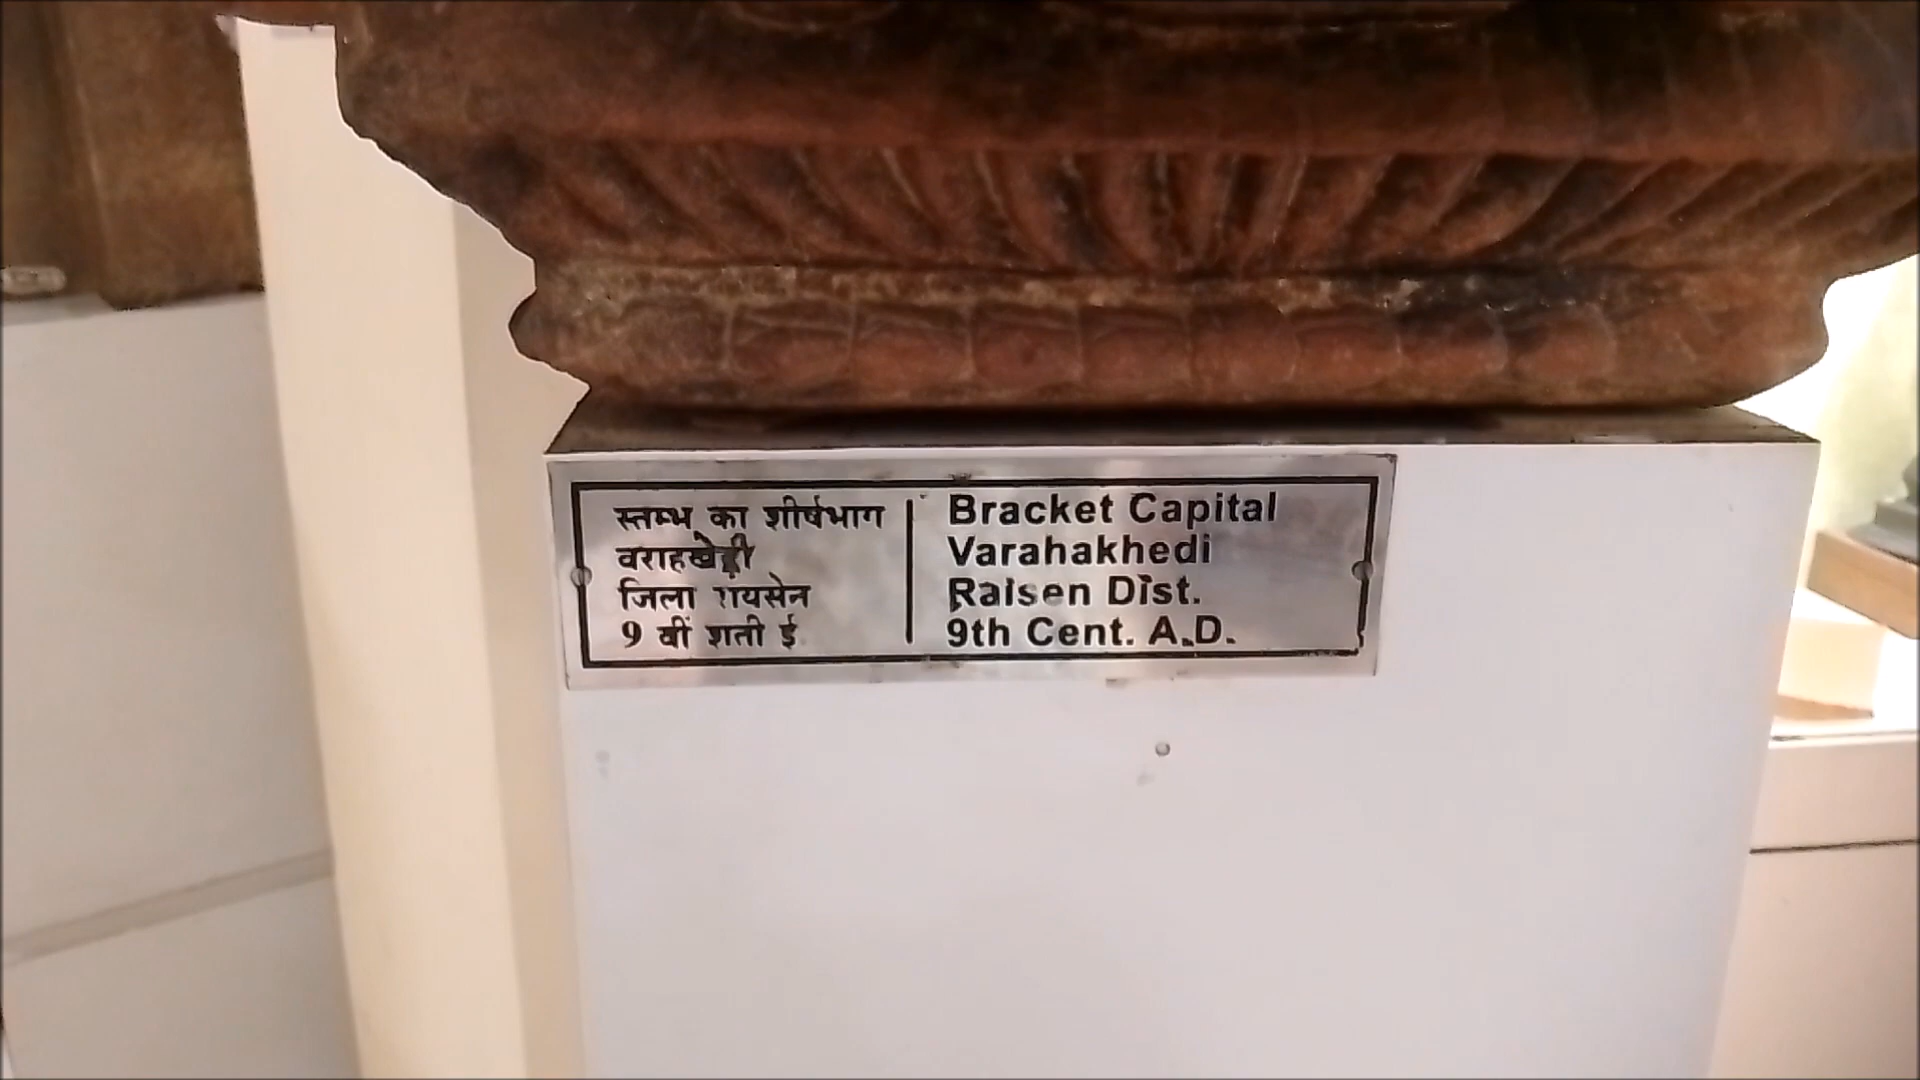 स्तम्भ का शीर्षभाग
वराहखेड़ी
जिला रायसेन
9 वीं शती ई.
Bracket Capital
Varahakhedi
Raisen Dist.
9th Cent. A.D.